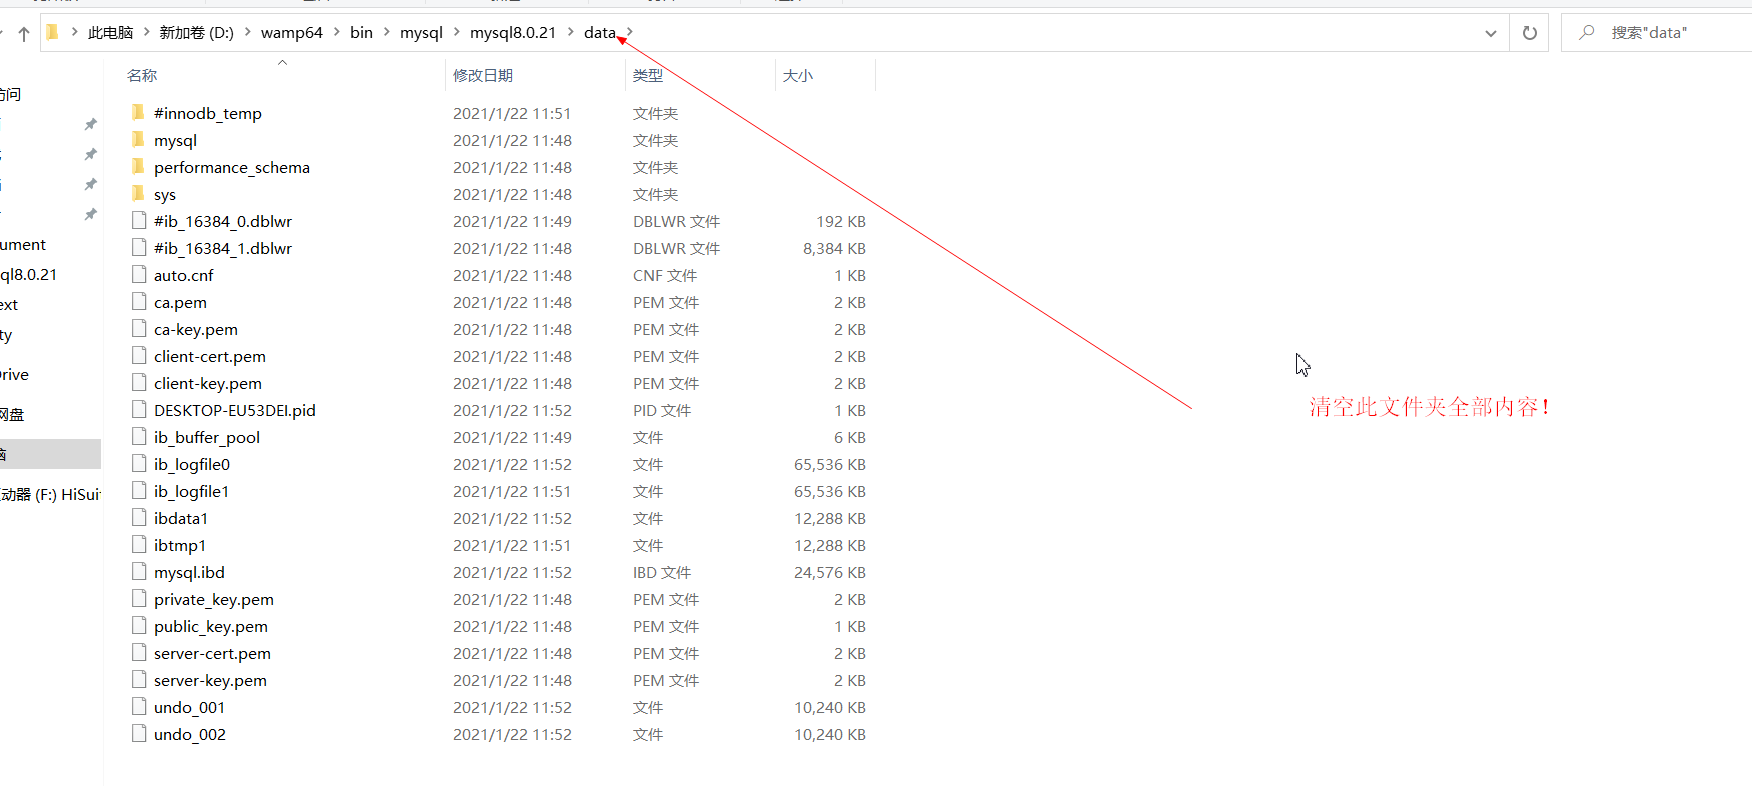 此电脑 > 新加卷 (D:) > wamp64 > bin > mysql > mysql8.0.21 > data >
搜索"data"
名称 修改日期 类型 大小
#innodb_temp 2021/1/22 11:51 文件夹
mysql 2021/1/22 11:48 文件夹
performance_schema 2021/1/22 11:48 文件夹
sys 2021/1/22 11:48 文件夹
#ib_16384_0.dblwr 2021/1/22 11:49 DBLWR 文件 192 KB
#ib_16384_1.dblwr 2021/1/22 11:48 DBLWR 文件 8,384 KB
auto.cnf 2021/1/22 11:48 CNF 文件 1 KB
ca.pem 2021/1/22 11:48 PEM 文件 2 KB
ca-key.pem 2021/1/22 11:48 PEM 文件 2 KB
client-cert.pem 2021/1/22 11:48 PEM 文件 2 KB
client-key.pem 2021/1/22 11:48 PEM 文件 2 KB
DESKTOP-EU53DEI.pid 2021/1/22 11:52 PID 文件 1 KB
ib_buffer_pool 2021/1/22 11:49 文件 6 KB
ib_logfile0 2021/1/22 11:52 文件 65,536 KB
ib_logfile1 2021/1/22 11:51 文件 65,536 KB
ibdata1 2021/1/22 11:52 文件 12,288 KB
ibtmp1 2021/1/22 11:51 文件 12,288 KB
mysql.ibd 2021/1/22 11:52 IBD 文件 24,576 KB
private_key.pem 2021/1/22 11:48 PEM 文件 2 KB
public_key.pem 2021/1/22 11:48 PEM 文件 1 KB
server-cert.pem 2021/1/22 11:48 PEM 文件 2 KB
server-key.pem 2021/1/22 11:48 PEM 文件 2 KB
undo_001 2021/1/22 11:52 文件 10,240 KB
undo_002 2021/1/22 11:52 文件 10,240 KB
访问
ument
ql8.0.21
ext
ty
Drive
网盘
脑
动器 (F:) HiSuit
清空此文件夹全部内容！